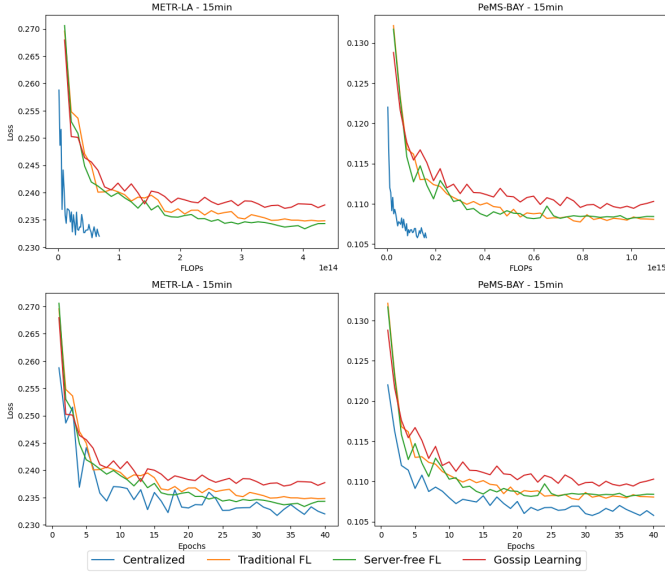 METR-LA - 15min
0.270
0.265
0.260
0.255
0.250
0.245
0.240
0.235
0.230
Loss
0 1 2 3 4
1e14
FLOPs
PeMS-BAY - 15min
0.130
0.125
0.120
0.115
0.110
0.105
0.0 0.2 0.4 0.6 0.8 1.0
1e15
FLOPs
METR-LA - 15min
0.270
0.265
0.260
0.255
0.250
0.245
0.240
0.235
0.230
Loss
0 5 10 15 20 25 30 35 40
Epochs
PeMS-BAY - 15min
0.130
0.125
0.120
0.115
0.110
0.105
0 5 10 15 20 25 30 35 40
Epochs
Centralized Traditional FL Server-free FL Gossip Learning